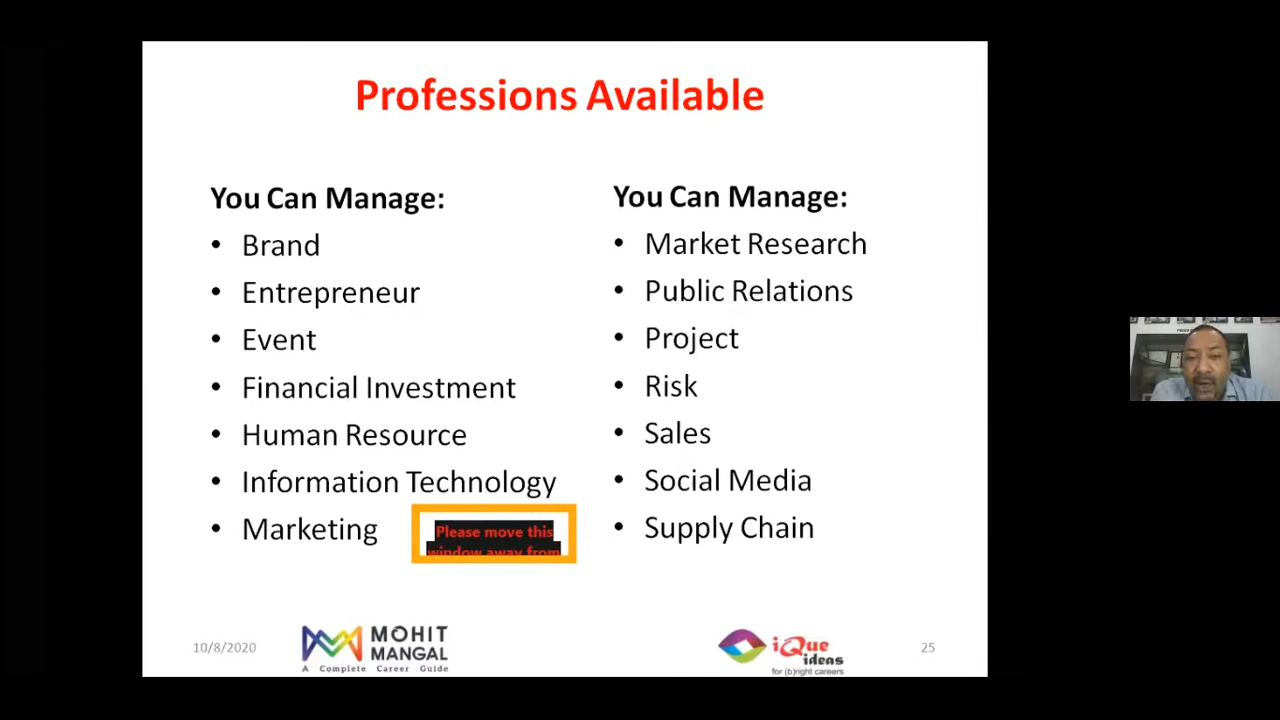 Professions Available
You Can Manage:
• Brand
• Entrepreneur
• Event
• Financial Investment
• Human Resource
• Information Technology
• Marketing
Please move this
window away from
You Can Manage:
• Market Research
• Public Relations
• Project
• Risk
• Sales
• Social Media
• Supply Chain
10/8/2020
MOHIT
MANGAL
A Complete Career Guide
iQue
ideas
for (b)right careers
25